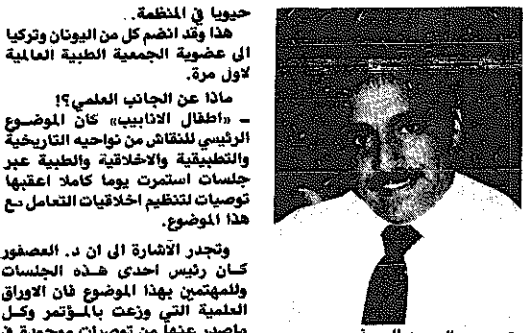 حيويا في المنظمة..
هذا وقد انضم كل من اليونان وتركيا
الى عضوية الجمعية الطبية العالمية
لاول مرة.
ماذا عن الجانب العلمي؟!
ـ «اطفال الانابيب» كان الموضوع
الرئيسي للنقاش من نواحيه التاريخية
والتطبيقية والاخلاقية والطبية عبر
جلسات استمرت يوما كاملا اعقبها
توصيات لتنظيم اخلاقيات التعامل مع
هذا الموضوع.
وتجدر الاشارة الى ان د. العصفور
كان رئيس احدى هذه الجلسات
وللمهتمين بهذا الموضوع فان الاوراق
العلمية التي وزعت بالمؤتمر وكل
ماصدر عنها من توصيات موجودة في